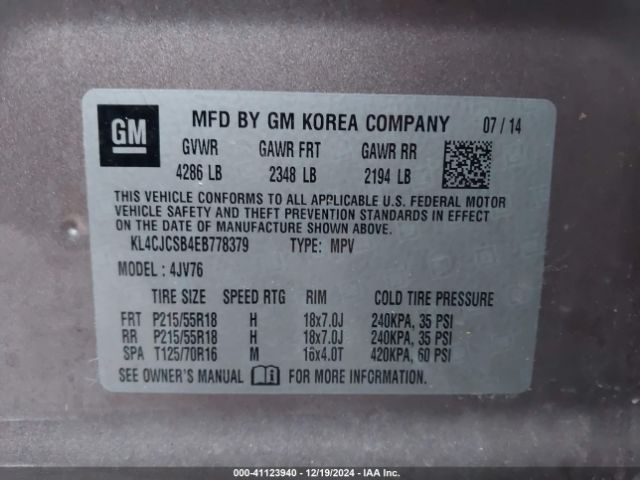 GM
MFD BY GM KOREA COMPANY 07 / 14
GVWR GAWR FRT GAWR RR
4286 LB 2348 LB 2194 LB
THIS VEHICLE CONFORMS TO ALL APPLICABLE U.S. FEDERAL MOTOR
VEHICLE SAFETY AND THEFT PREVENTION STANDARDS IN EFFECT
ON THE DATE OF MANUFACTURE SHOWN ABOVE.
KL4CJCSB4EB778379 TYPE: MPV
MODEL : 4JV76
TIRE SIZE SPEED RTG RIM COLD TIRE PRESSURE
FRT P215/55R18 H 18x7.0J 240KPA, 35 PSI
RR P215/55R18 H 18x7.0J 240KPA, 35 PSI
SPA T125/70R16 M 16x4.0T 420KPA, 60 PSI
SEE OWNER'S MANUAL FOR MORE INFORMATION.
000-41123940 - 12/19/2024 - IAA Inc.